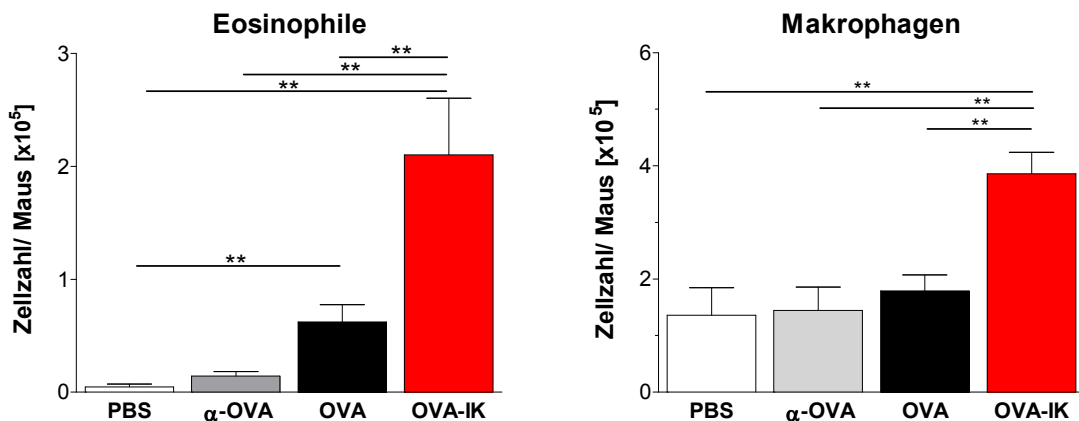 Eosinophile
Zellzahl/ Maus [x10⁵]
3
2
1
0
**
**
**
**
PBS
α-OVA
OVA
OVA-IK
Makrophagen
Zellzahl/ Maus [x10⁵]
6
4
2
0
**
**
**
PBS
α-OVA
OVA
OVA-IK